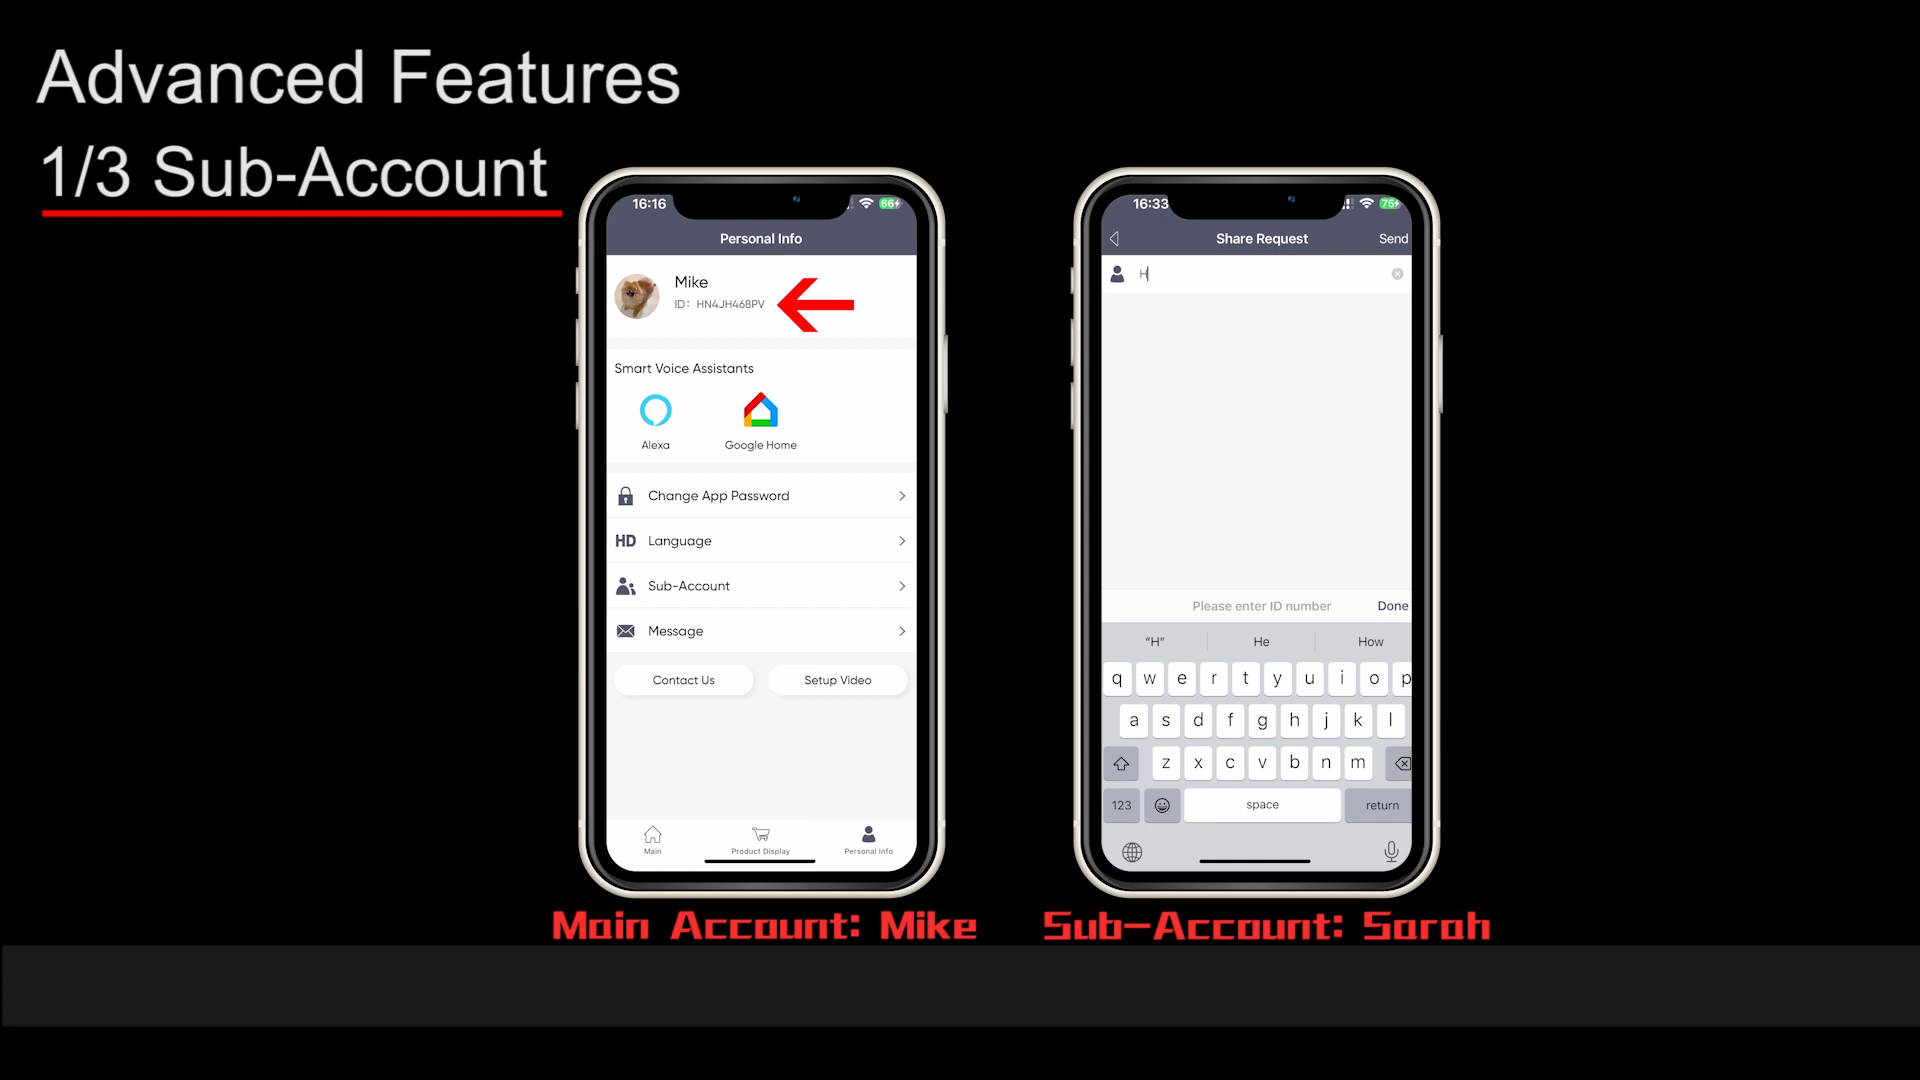 Advanced Features
1/3 Sub-Account
16:16
66
Personal Info
Mike
ID: HN4JH468PV
Smart Voice Assistants
Alexa
Google Home
Change App Password
HD Language
Sub-Account
Message
Contact Us
Setup Video
Main
Product Display
Personal Info
Main Account: Mike
16:33
75
Share Request
Send
H
Please enter ID number
Done
“H”
He
How
q w e r t y u i o p
a s d f g h j k l
z x c v b n m
123
space
return
Sub-Account: Sarah